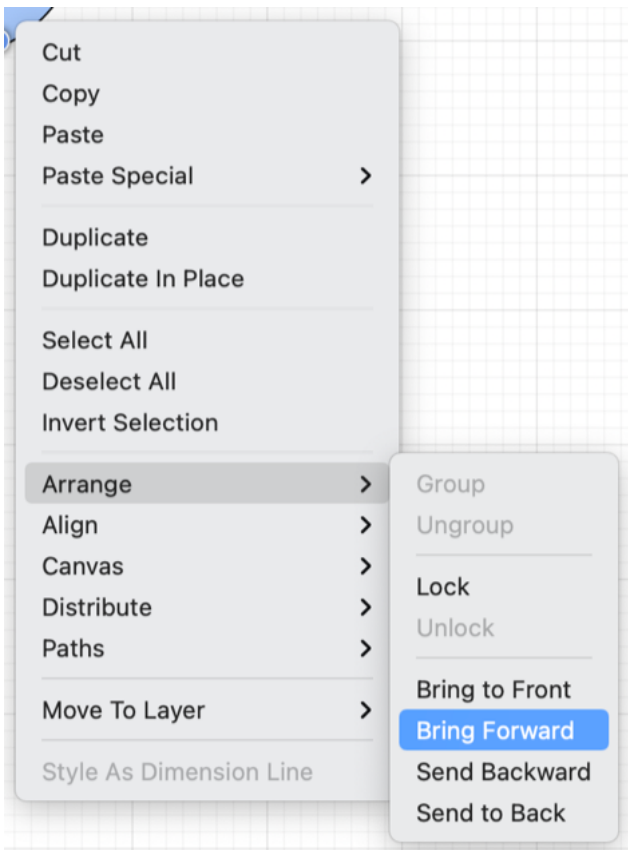 Cut
Copy
Paste
Paste Special
Duplicate
Duplicate In Place
Select All
Deselect All
Invert Selection
Arrange
Align
Canvas
Distribute
Paths
Move To Layer
Style As Dimension Line
Group
Ungroup
Lock
Unlock
Bring to Front
Bring Forward
Send Backward
Send to Back